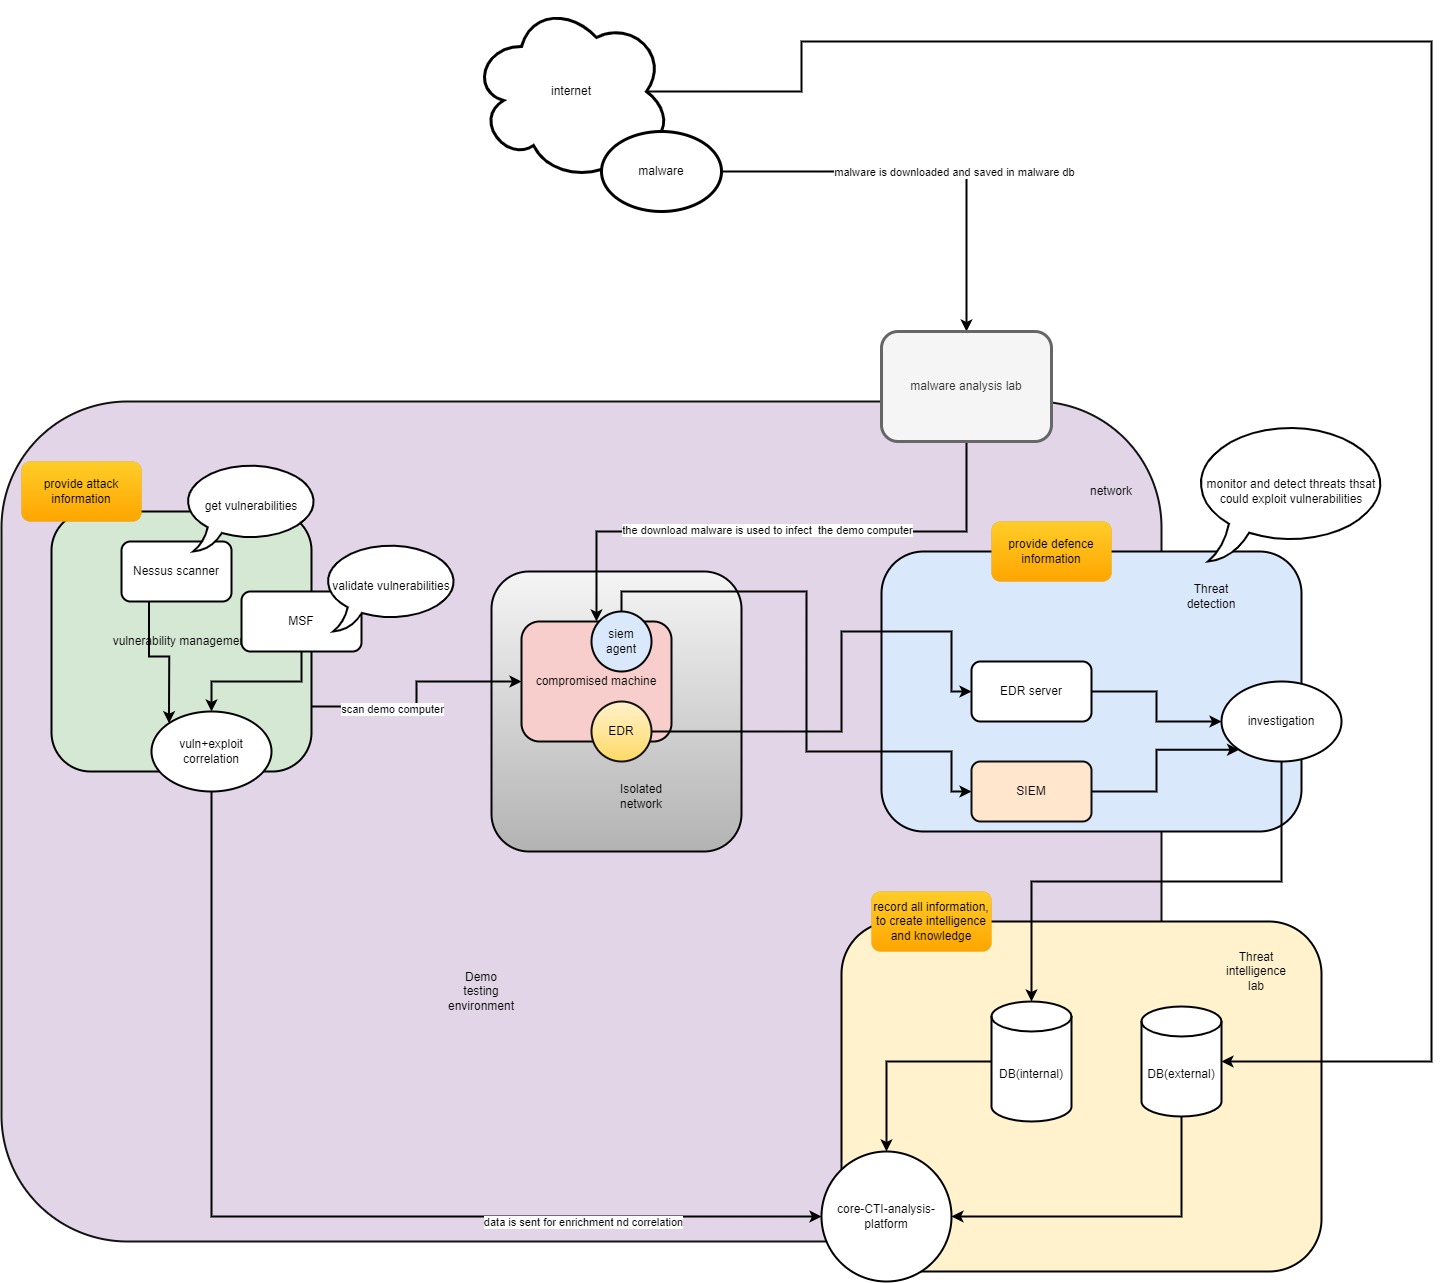 internet
malware
malware is downloaded and saved in malware db
malware analysis lab
network
provide attack
information
get vulnerabilities
Nessus scanner
validate vulnerabilities
MSF
vulnerability managemen
vuln+exploit
correlation
scan demo computer
the download malware is used to infect  the demo computer
siem
agent
compromised machine
EDR
Isolated
network
monitor and detect threats thsat
could exploit vulnerabilities
provide defence
information
Threat
detection
EDR server
investigation
SIEM
record all information,
to create intelligence
and knowledge
Threat
intelligence
lab
Demo
testing
environment
DB(internal)
DB(external)
core-CTI-analysis-
platform
data is sent for enrichment nd correlation